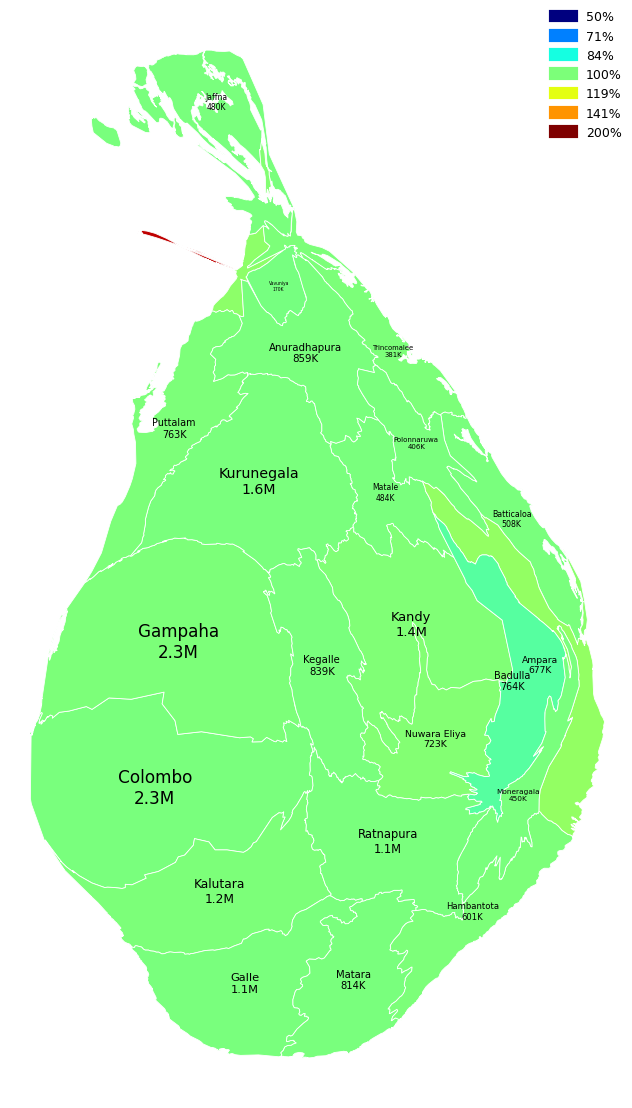 50%
71%
84%
100%
119%
141%
200%
Jaffna
480K
Vavuniya
170K
Anuradhapura
859K
Trincomalee
381K
Puttalam
763K
Polonnaruwa
406K
Kurunegala
1.6M
Matale
484K
Batticaloa
508K
Gampaha
2.3M
Kandy
1.4M
Kegalle
839K
Ampara
677K
Badulla
764K
Nuwara Eliya
723K
Colombo
2.3M
Moneragala
450K
Ratnapura
1.1M
Kalutara
1.2M
Hambantota
601K
Galle
1.1M
Matara
814K